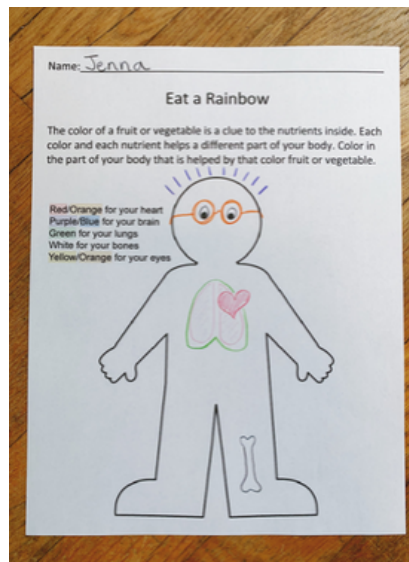 Name: Jenna
Eat a Rainbow
The color of a fruit or vegetable is a clue to the nutrients inside. Each
color and each nutrient helps a different part of your body. Color in
the part of your body that is helped by that color fruit or vegetable.
Red/Orange for your heart
Purple/Blue for your brain
Green for your lungs
White for your bones
Yellow/Orange for your eyes